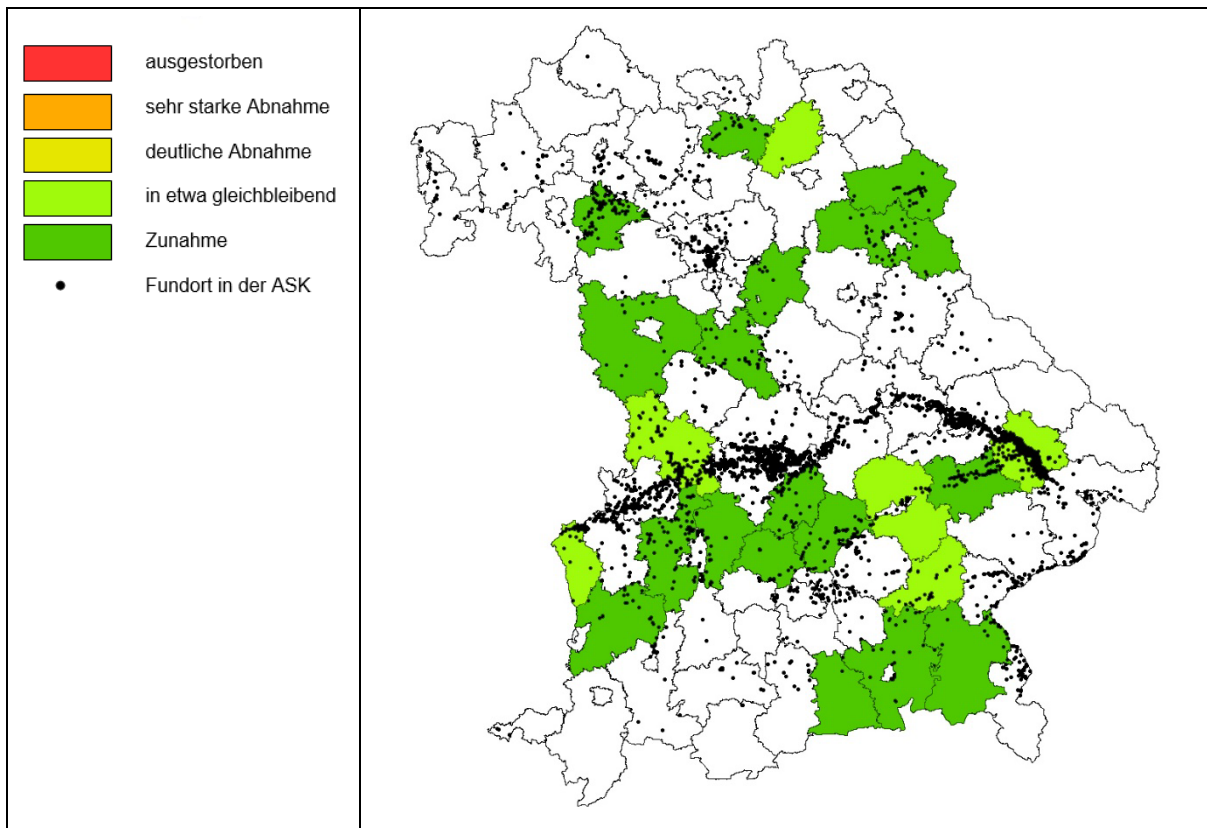 ausgestorben
sehr starke Abnahme
deutliche Abnahme
in etwa gleichbleibend
Zunahme
Fundort in der ASK